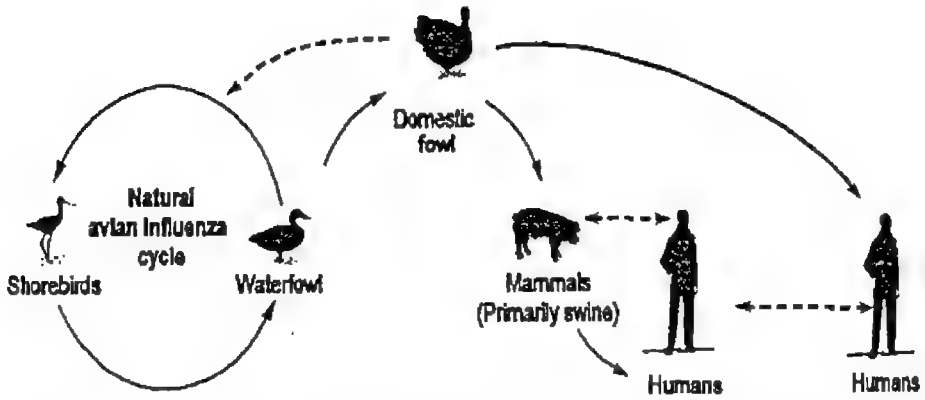 Domestic
fowl
Natural
avian influenza
cycle
Shorebirds
Waterfowl
Mammals
(Primarily swine)
Humans
Humans